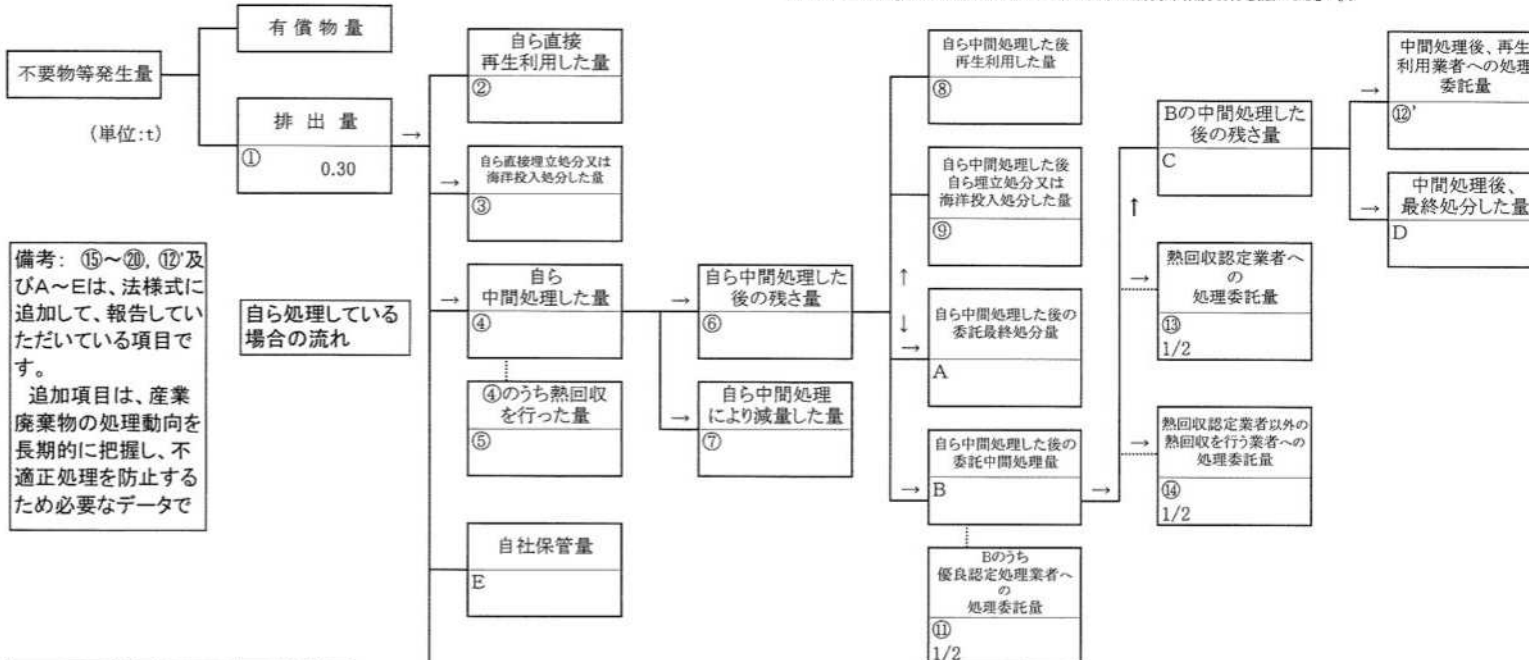 有 償 物 量
不要物等発生量
(単位:t)
排 出 量
①
0.30
→
自ら直接
再生利用した量
②
→
自ら直接埋立処分又は
海洋投入処分した量
③
→
自ら
中間処理した量
④
④のうち熱回収
を行った量
⑤
自社保管量
E
備考: ⑮~⑳, ⑫'及
びA~Eは、法様式に
追加して、報告してい
ただいている項目で
す。
追加項目は、産業
廃棄物の処理動向を
長期的に把握し、不
適正処理を防止する
ため必要なデータで
自ら処理している
場合の流れ
→
自ら中間処理した
後の残さ量
⑥
→
自ら中間処理
により減量した量
⑦
自ら中間処理した後
再生利用した量
⑧
自ら中間処理した後
自ら埋立処分又は
海洋投入処分した量
⑨
↑
↓
→
自ら中間処理した後の
委託最終処分量
A
→
自ら中間処理した後の
委託中間処理量
B
→
Bのうち
優良認定処理業者へ
の
処理委託量
⑪
1/2
Bの中間処理した
後の残さ量
C
↑
→
熱回収認定業者へ
の
処理委託量
⑬
1/2
→
熱回収認定業者以外の
熱回収を行う業者への
処理委託量
⑭
1/2
→
中間処理後、再生
利用業者への処理
委託量
⑫'
→
中間処理後、
最終処分した量
D